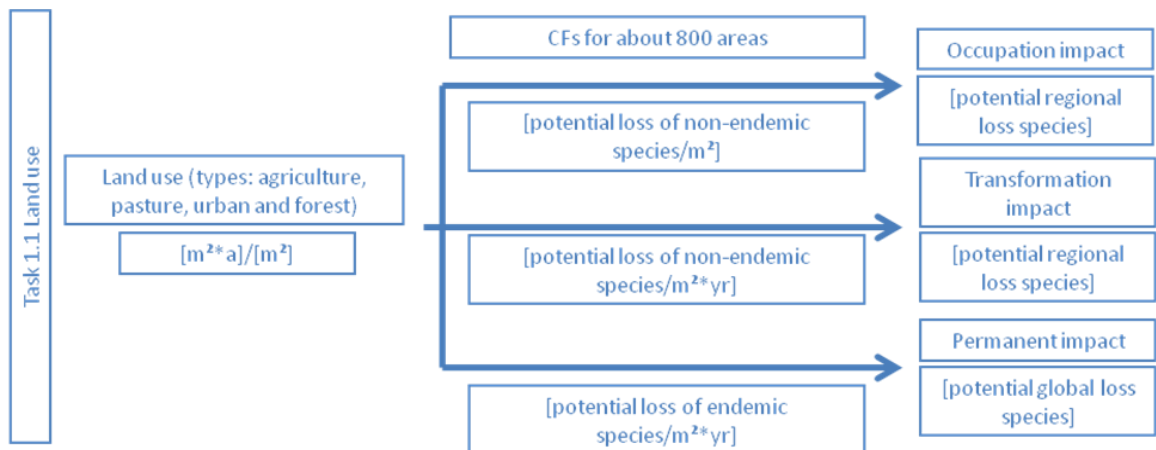 Task 1.1 Land use
Land use (types: agriculture,
pasture, urban and forest)
[m²*a]/[m²]
CFs for about 800 areas
[potential loss of non-endemic
species/m²]
[potential loss of non-endemic
species/m²*yr]
[potential loss of endemic
species/m²*yr]
Occupation impact
[potential regional
loss species]
Transformation
impact
[potential regional
loss species]
Permanent impact
[potential global loss
species]